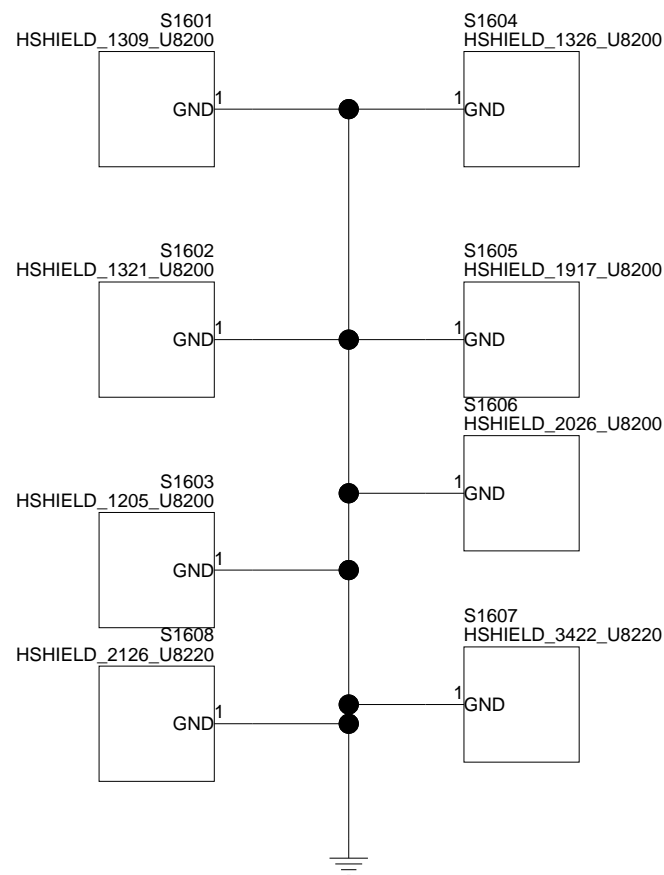 S1601
HSHIELD_1309_U8200
1
GND
S1604
HSHIELD_1326_U8200
1
GND
S1602
HSHIELD_1321_U8200
1
GND
S1605
HSHIELD_1917_U8200
1
GND
S1606
HSHIELD_2026_U8200
1
GND
S1603
HSHIELD_1205_U8200
1
GND
S1607
HSHIELD_3422_U8220
1
GND
S1608
HSHIELD_2126_U8220
1
GND